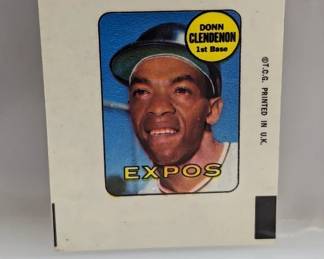 DONN
CLENDENON
1st Base
EXPOS
©T.C.G. PRINTED IN U.K.